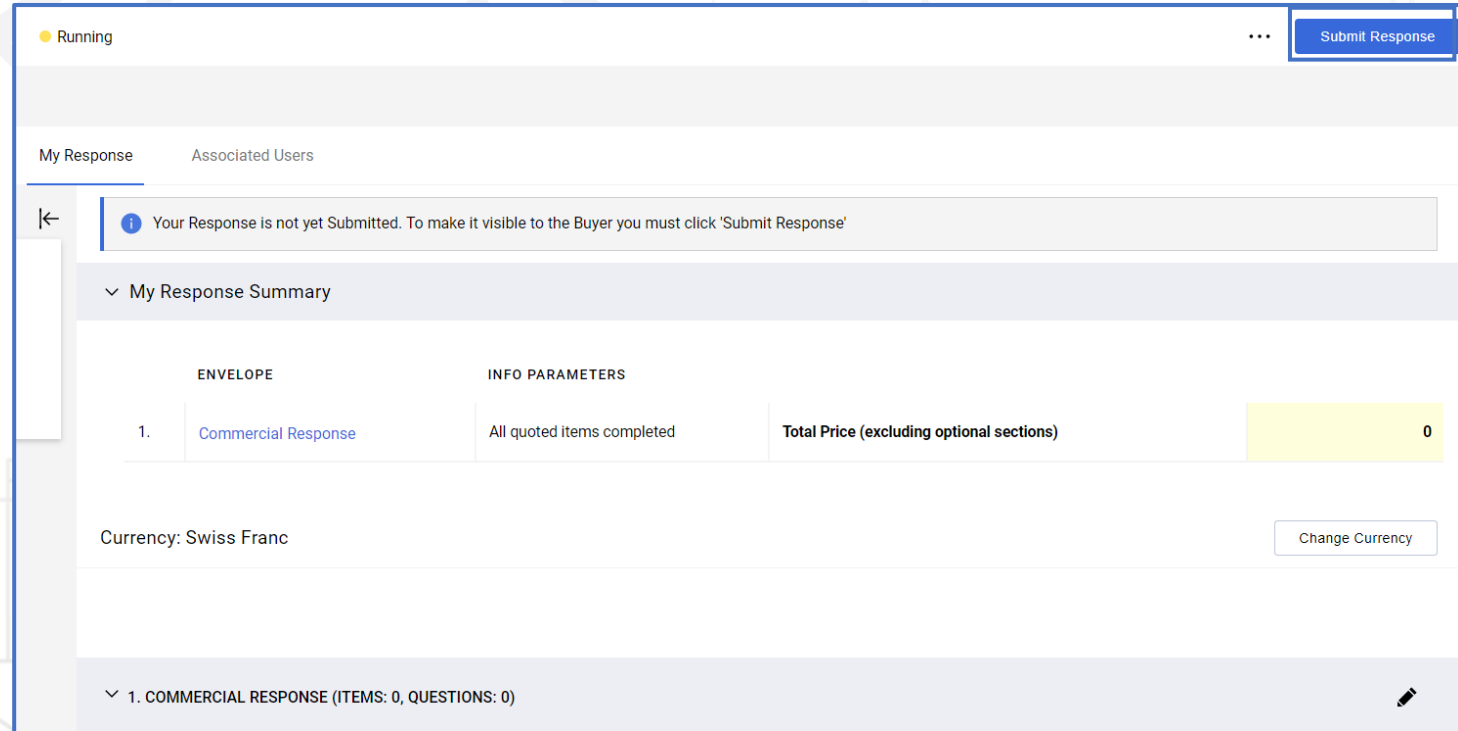 Running
Submit Response
My Response
Associated Users
Your Response is not yet Submitted. To make it visible to the Buyer you must click 'Submit Response'
My Response Summary
ENVELOPE INFO PARAMETERS
1. Commercial Response All quoted items completed Total Price (excluding optional sections) 0
Currency: Swiss Franc
Change Currency
1. COMMERCIAL RESPONSE (ITEMS: 0, QUESTIONS: 0)